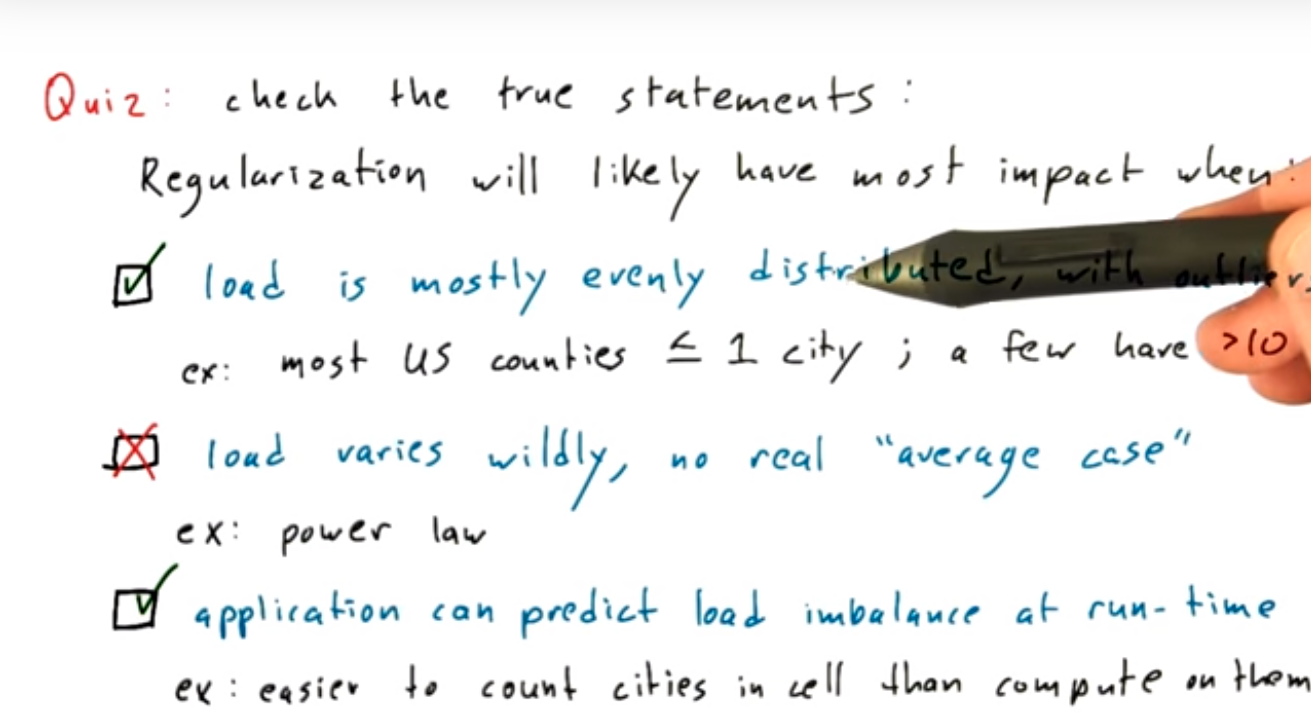 Quiz: check the true statements:
Regularization will likely have most impact when:
load is mostly evenly distributed, with outliers
ex: most US counties ≤ 1 city; a few have >10
load varies wildly, no real "average case"
ex: power law
application can predict load imbalance at run-time
ex: easier to count cities in cell than compute on them